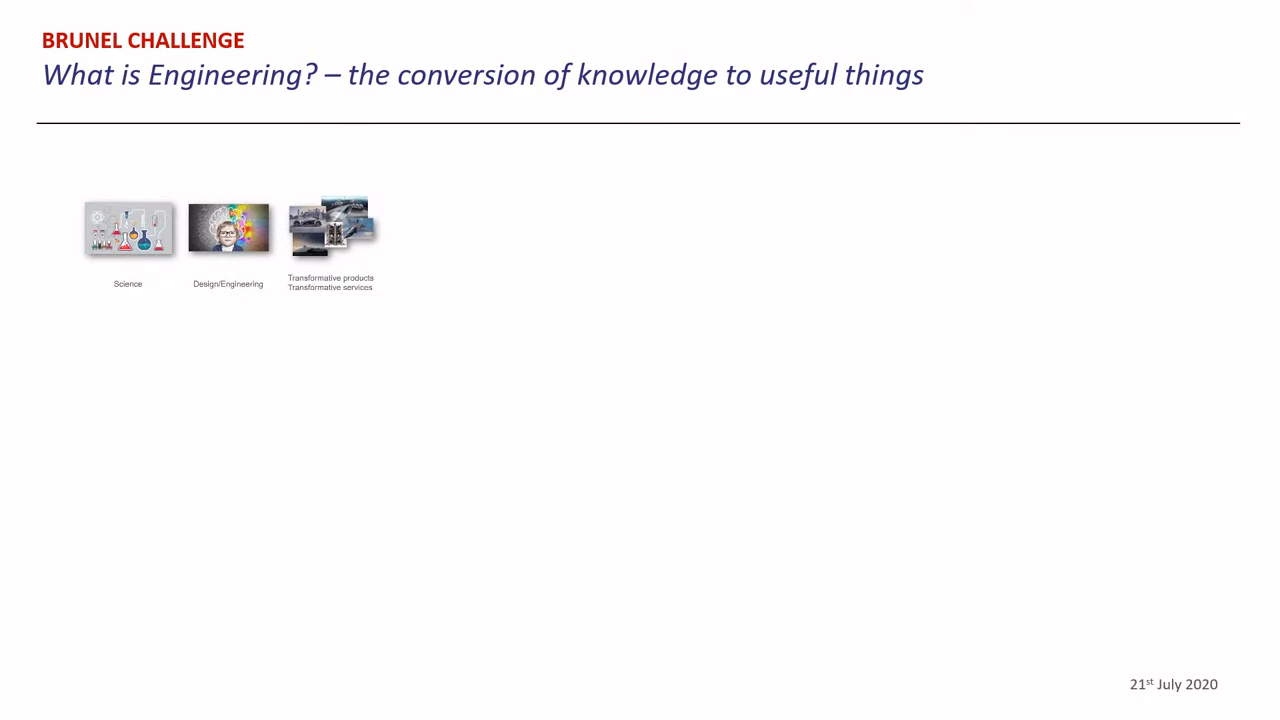 BRUNEL CHALLENGE
What is Engineering? – the conversion of knowledge to useful things
Science
Design/Engineering
Transformative products
Transformative services
21st July 2020